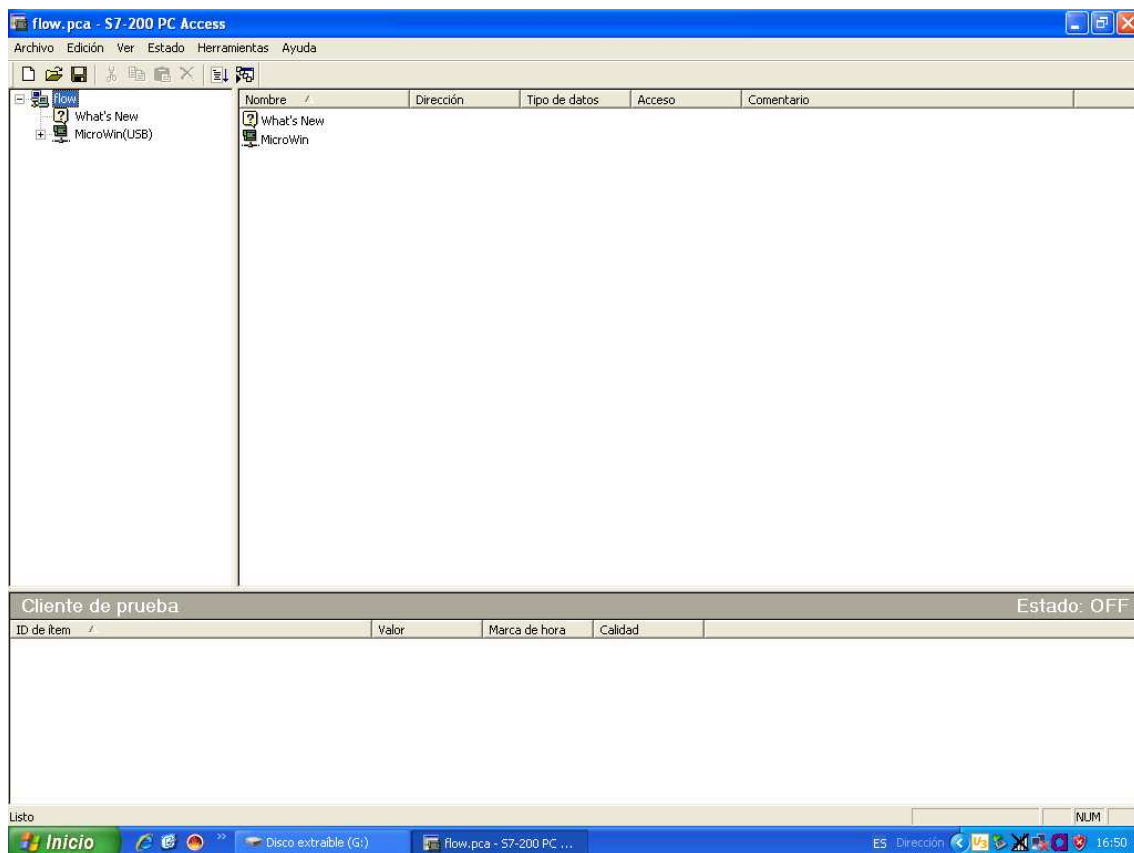 flow.pca - S7-200 PC Access
Archivo Edición Ver Estado Herramientas Ayuda
flow
What's New
MicroWin(USB)
Nombre Dirección Tipo de datos Acceso Comentario
What's New
MicroWin
Cliente de prueba Estado: OFF
ID de ítem Valor Marca de hora Calidad
Listo NUM
Inicio Disco extraíble (G:) flow.pca - S7-200 PC ... ES Dirección 16:50